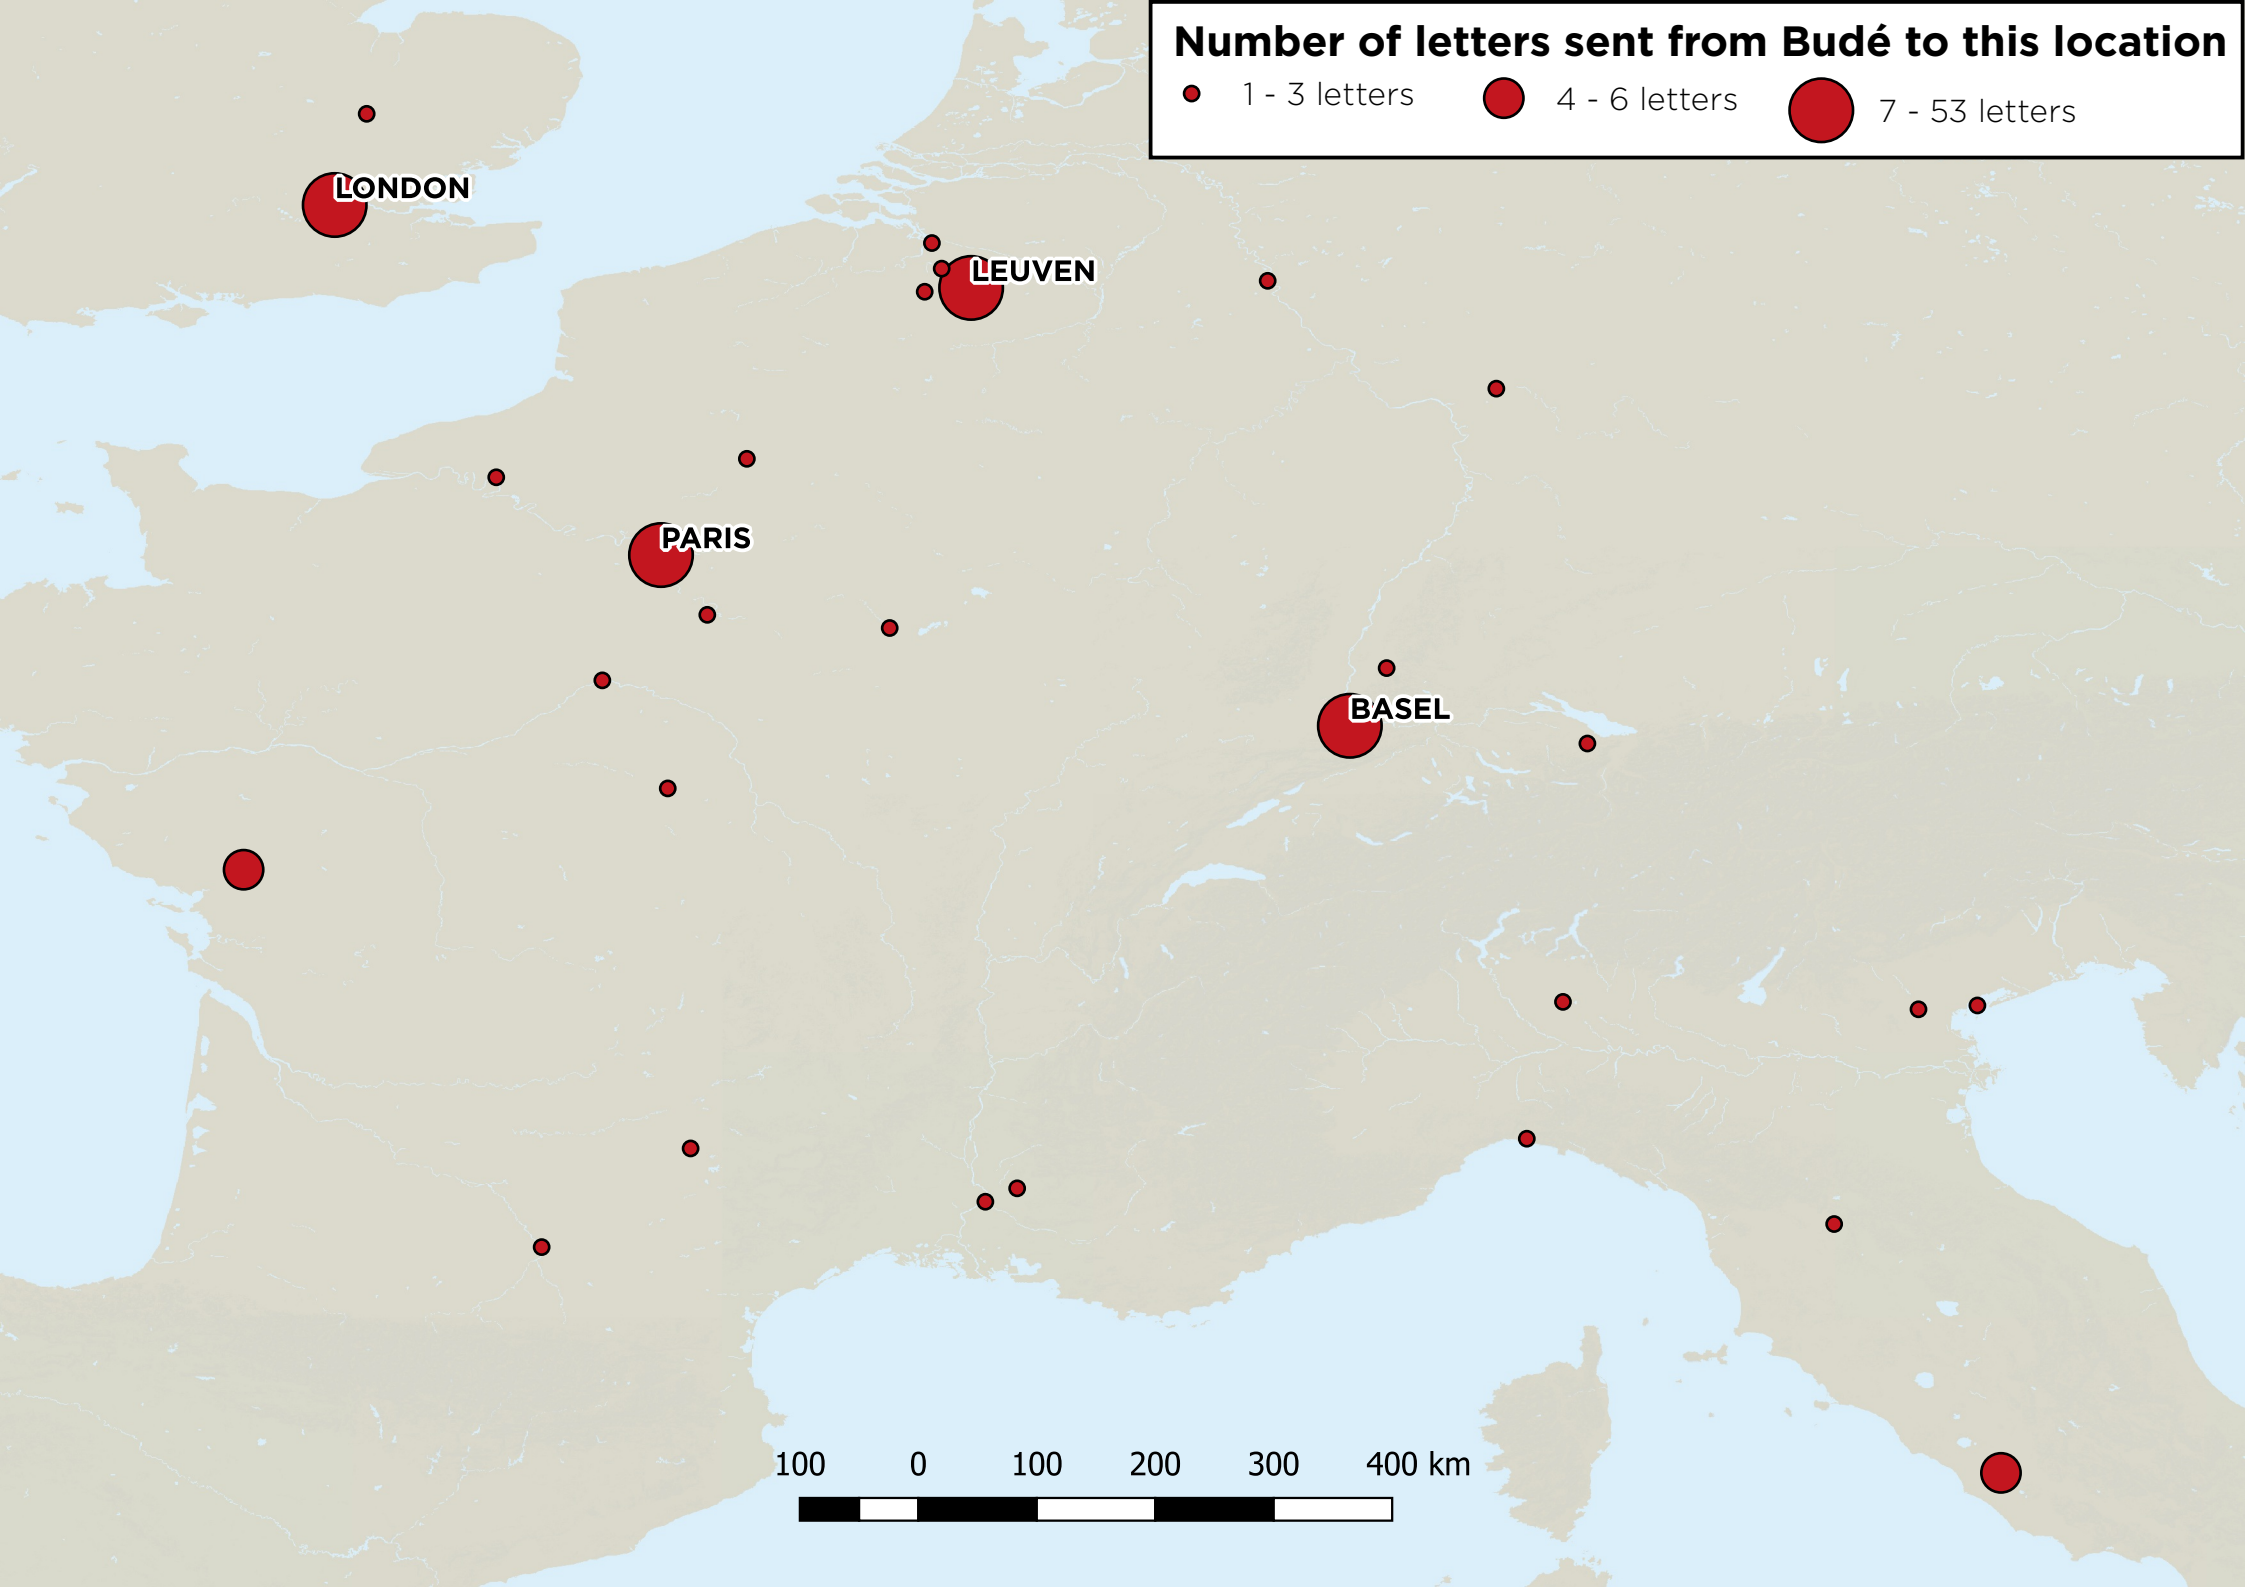 Number of letters sent from Budé to this location
1 - 3 letters 4 - 6 letters 7 - 53 letters
LONDON
LEUVEN
PARIS
BASEL
100 0 100 200 300 400 km